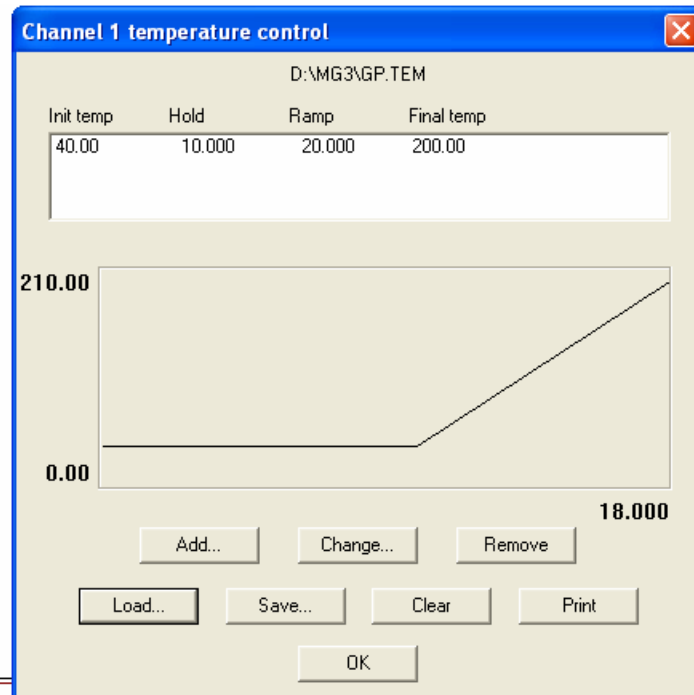 Channel 1 temperature control
D:\MG3\GP.TEM
Init temp Hold Ramp Final temp
40.00 10.000 20.000 200.00
210.00
0.00
18.000
Add... Change... Remove
Load... Save... Clear Print
OK